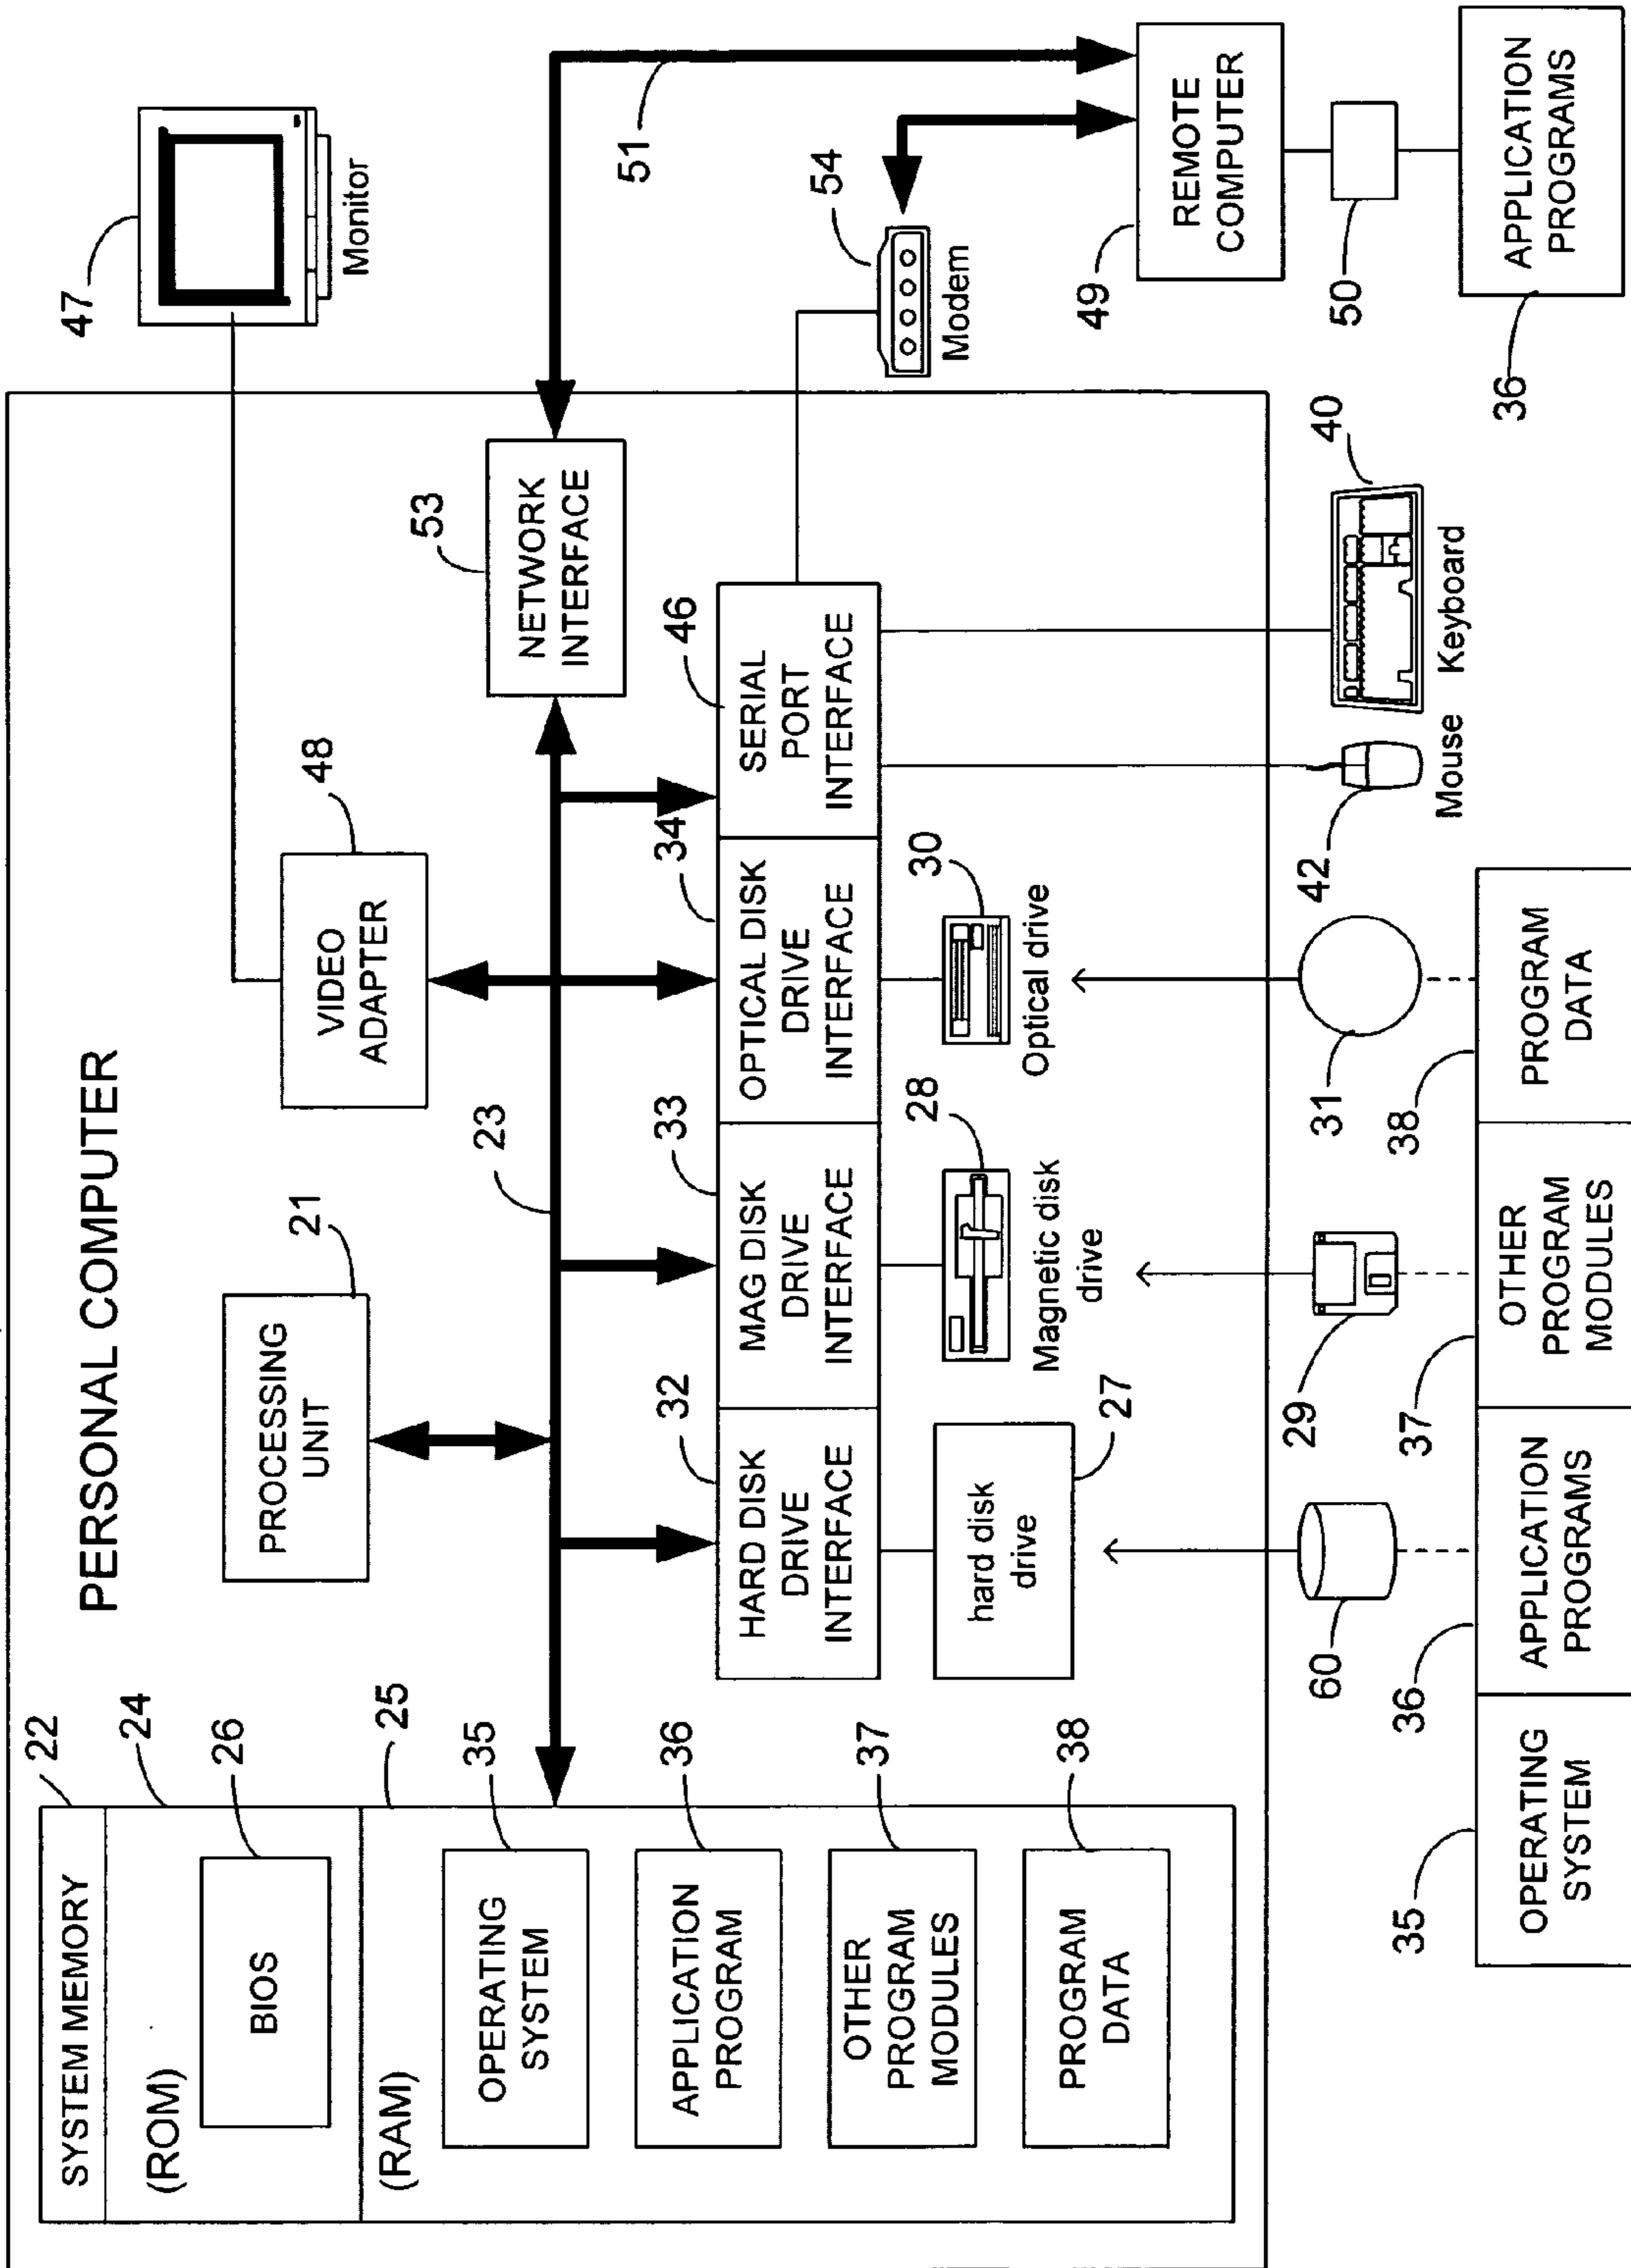 PERSONAL COMPUTER
SYSTEM MEMORY
22
(ROM)
24
BIOS
26
(RAM)
25
OPERATING
SYSTEM
35
APPLICATION
PROGRAM
36
OTHER
PROGRAM
MODULES
37
PROGRAM
DATA
38
PROCESSING
UNIT
21
23
VIDEO
ADAPTER
48
47
Monitor
53
NETWORK
INTERFACE
51
HARD DISK
DRIVE
INTERFACE
32
MAG DISK
DRIVE
INTERFACE
33
OPTICAL DISK
DRIVE
INTERFACE
34
SERIAL
PORT
INTERFACE
46
hard disk
drive
27
28
Magnetic disk
drive
30
Optical drive
54
Modem
49
REMOTE
COMPUTER
50
APPLICATION
PROGRAMS
36
60
29
31
42
Mouse
40
Keyboard
35
OPERATING
SYSTEM
36
APPLICATION
PROGRAMS
37
OTHER
PROGRAM
MODULES
38
PROGRAM
DATA